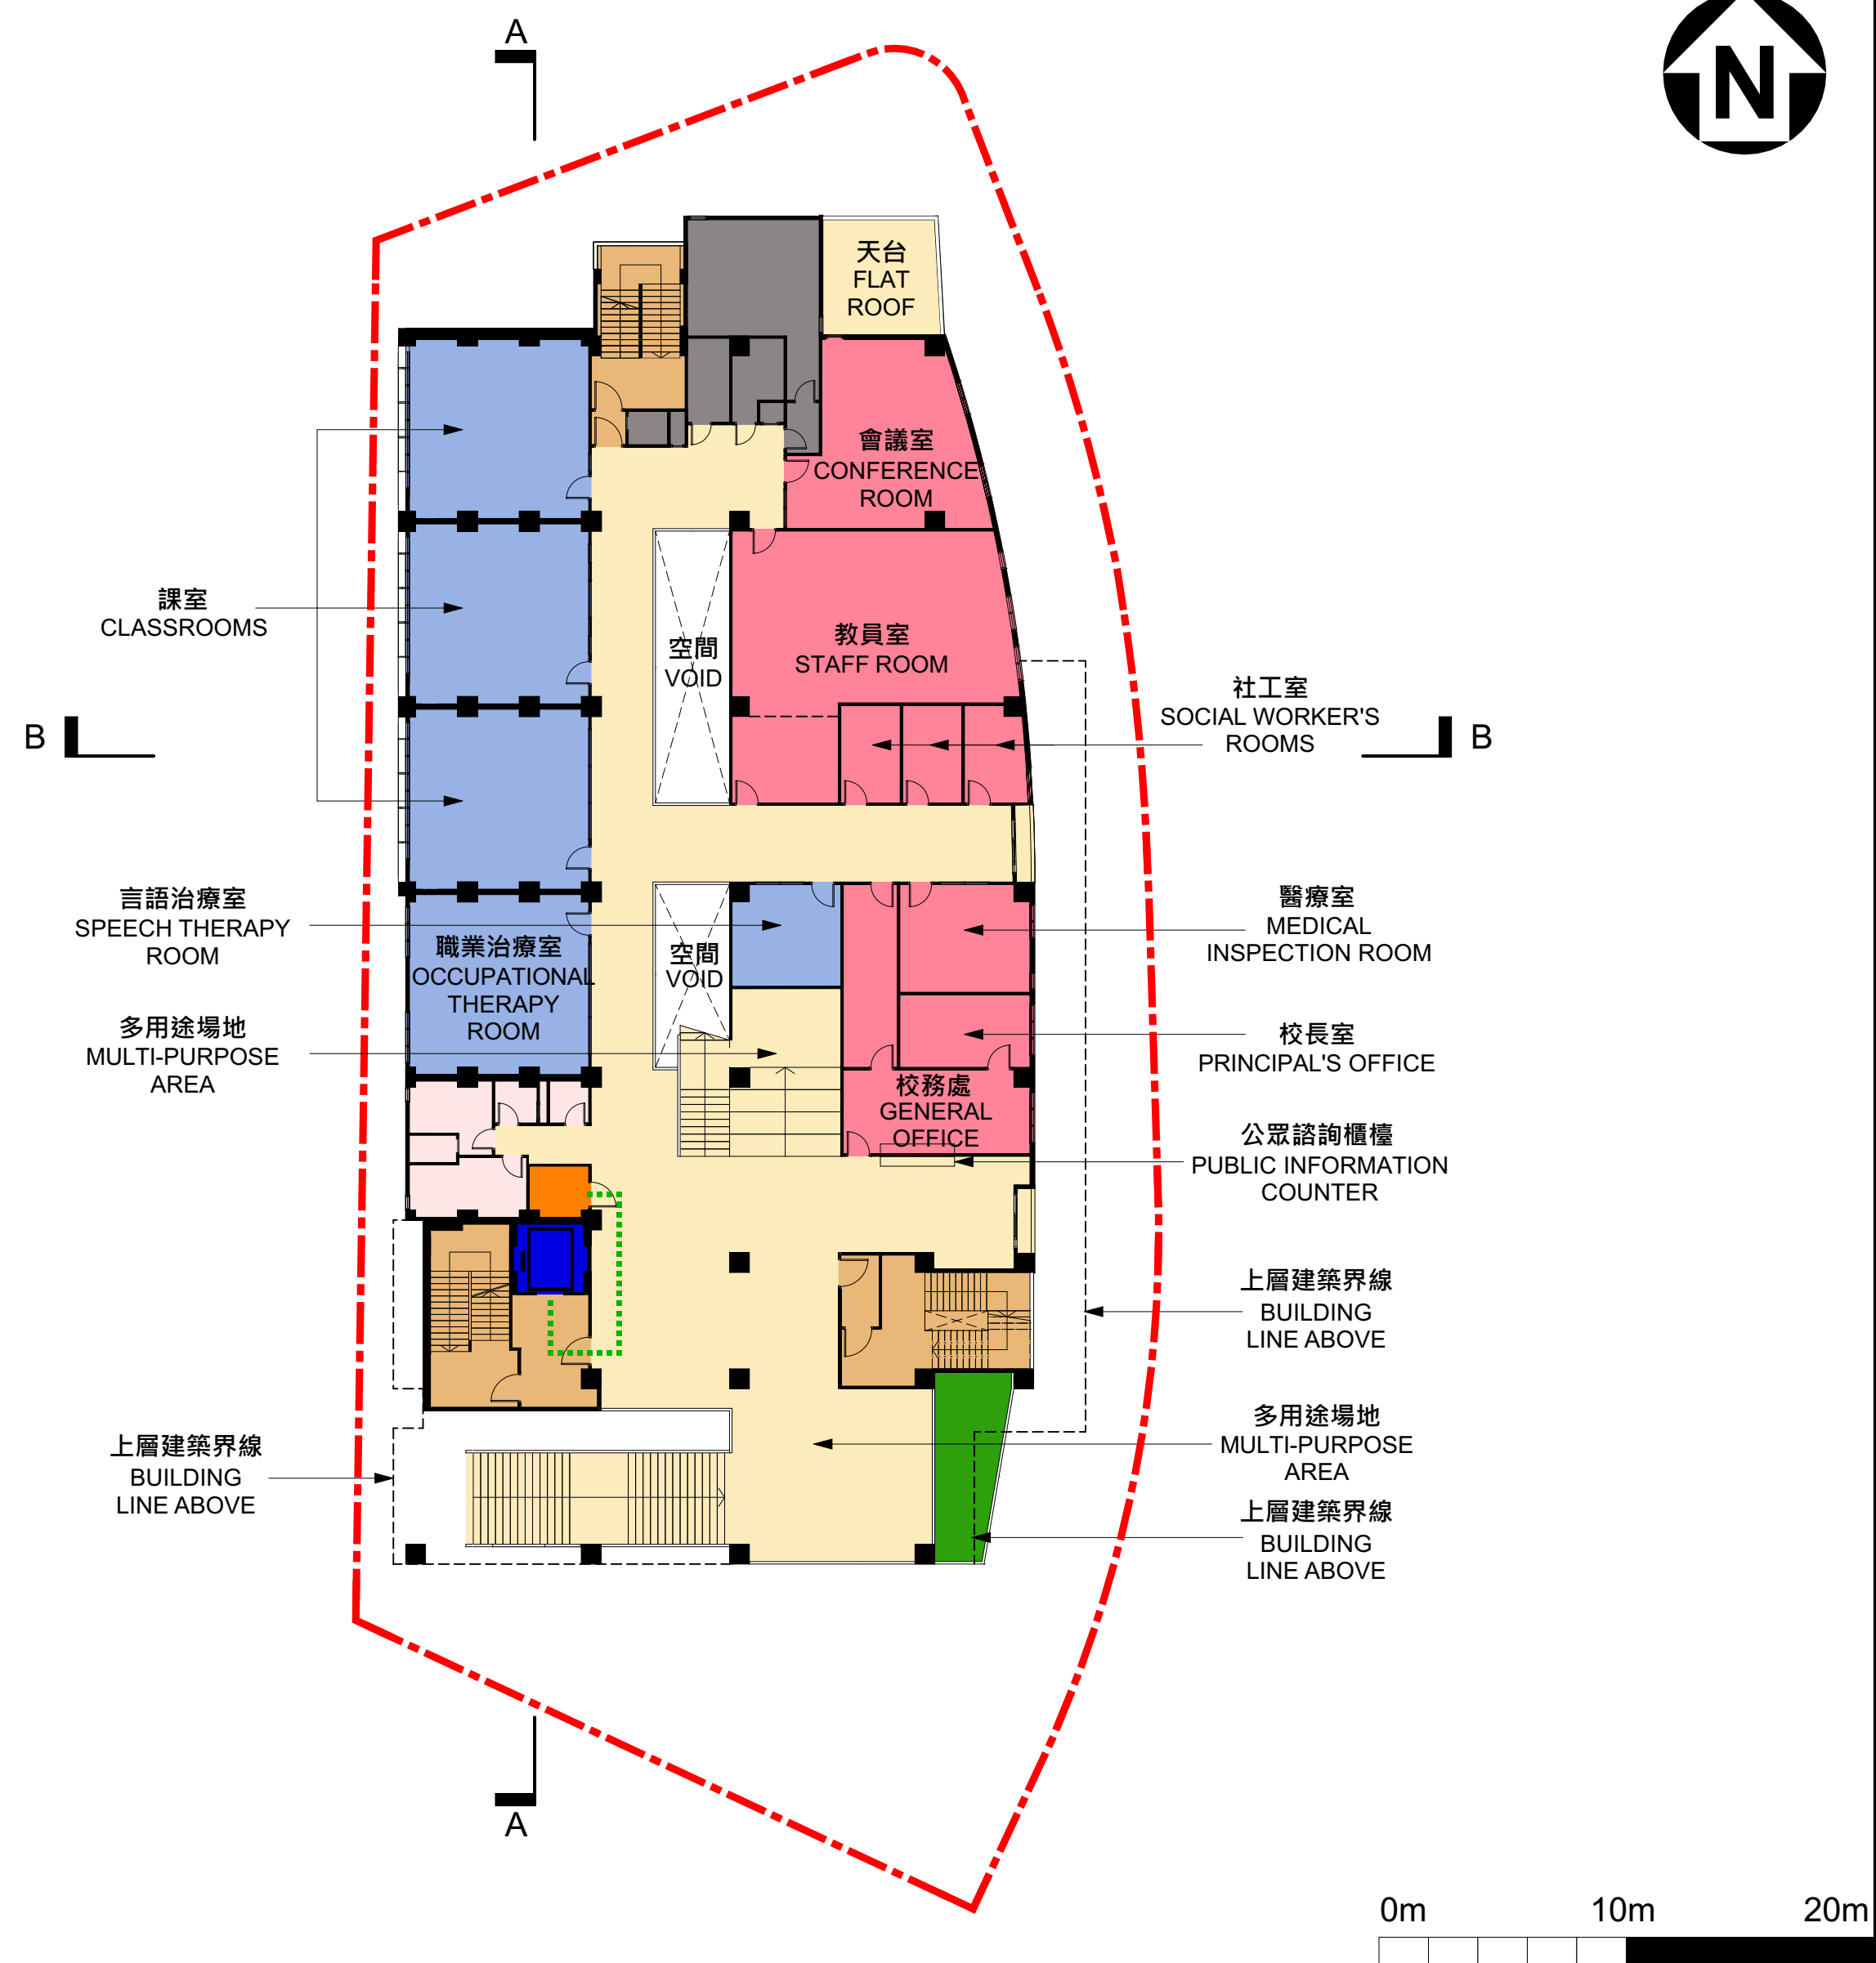 A
N
天台
FLAT
ROOF
會議室
CONFERENCE
ROOM
課室
CLASSROOMS
空間
VOID
教員室
STAFF ROOM
社工室
SOCIAL WORKER'S
ROOMS
B
B
言語治療室
SPEECH THERAPY
ROOM
職業治療室
OCCUPATIONAL
THERAPY
ROOM
空間
VOID
醫療室
MEDICAL
INSPECTION ROOM
多用途場地
MULTI-PURPOSE
AREA
校長室
PRINCIPAL'S OFFICE
校務處
GENERAL
OFFICE
公眾諮詢櫃檯
PUBLIC INFORMATION
COUNTER
上層建築界線
BUILDING
LINE ABOVE
多用途場地
MULTI-PURPOSE
AREA
上層建築界線
BUILDING
LINE ABOVE
上層建築界線
BUILDING
LINE ABOVE
A
0m 10m 20m